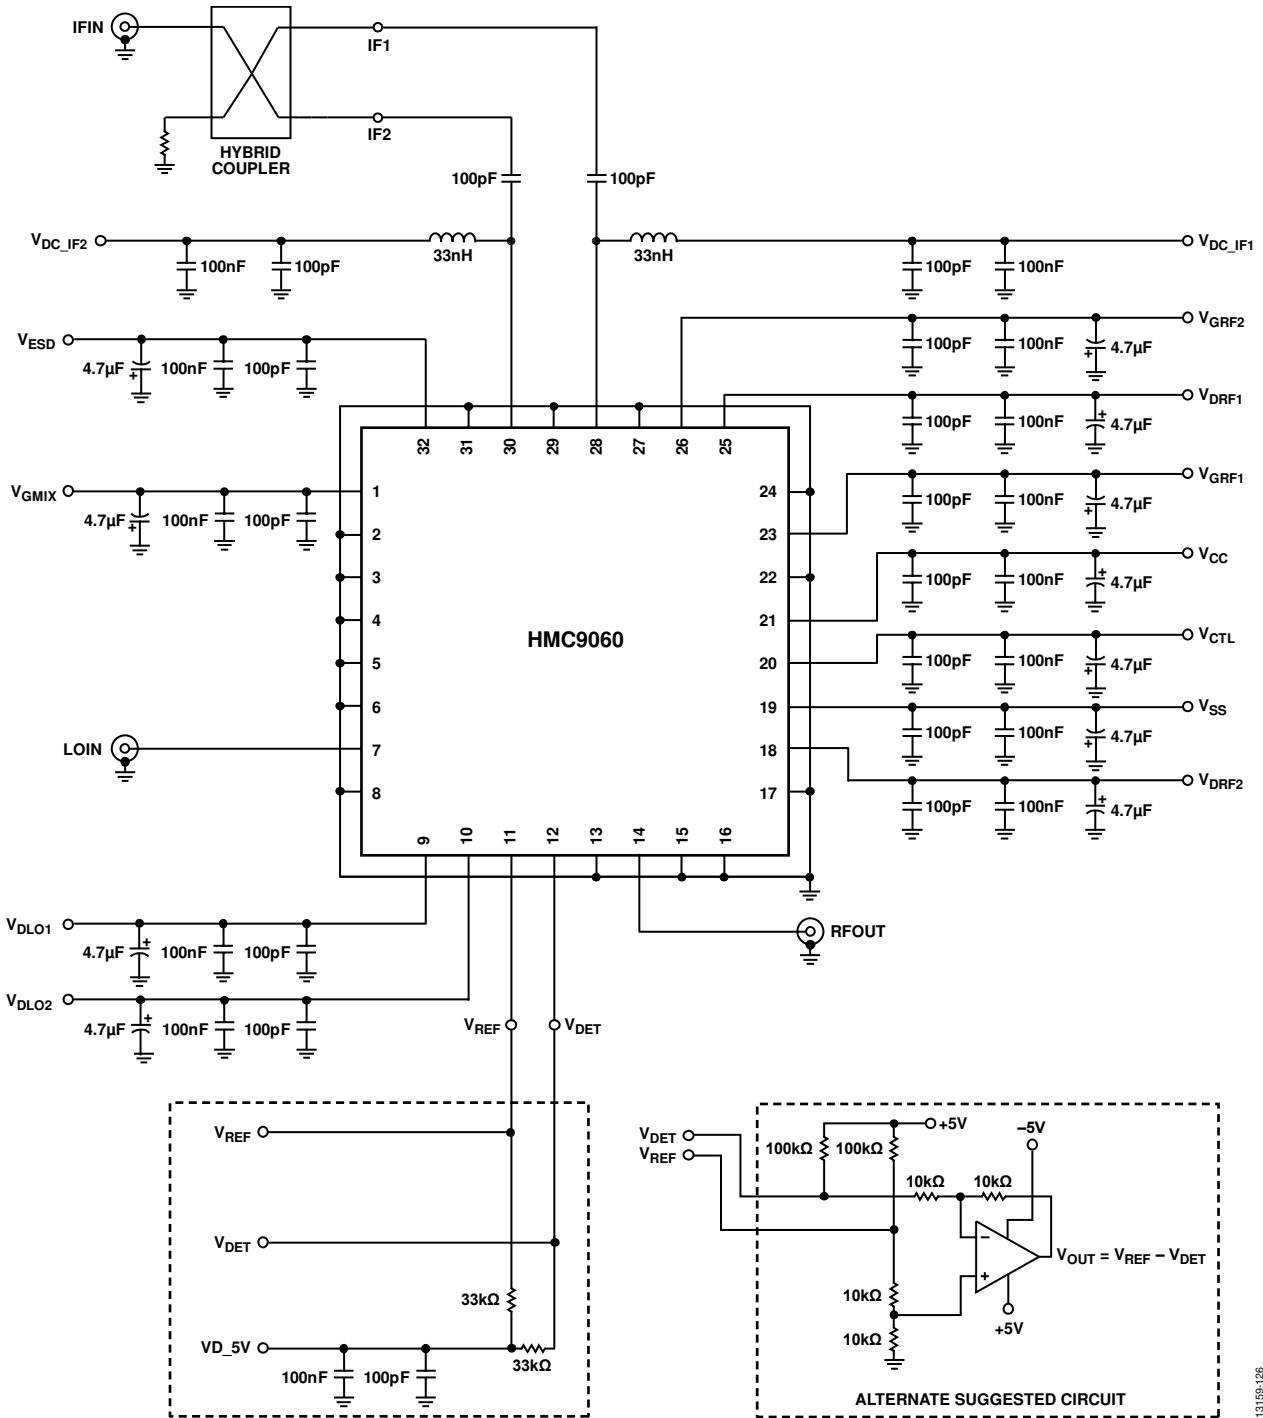 IFIN
IF1
IF2
HYBRID
COUPLER
100pF 100pF
V_DC_IF2 33nH 33nH V_DC_IF1
100nF 100pF 100pF 100nF
V_GRF2
100pF 100nF 4.7µF
V_ESD
4.7µF 100nF 100pF
V_DRF1
100pF 100nF 4.7µF
32 31 30 29 28 27 26 25
V_GRF1
100pF 100nF 4.7µF
V_GMIX
4.7µF 100nF 100pF
1 24
2 23
3 22
4 21
5 20
6 19
7 18
8 17
HMC9060
V_CC
100pF 100nF 4.7µF
V_CTL
100pF 100nF 4.7µF
V_SS
100pF 100nF 4.7µF
LOIN
V_DRF2
100pF 100nF 4.7µF
9 10 11 12 13 14 15 16
V_DLO1
4.7µF 100nF 100pF
RFOUT
V_DLO2
4.7µF 100nF 100pF
V_REF V_DET
V_REF
V_DET
33kΩ
VD_5V
33kΩ
100nF 100pF
V_DET
V_REF
+5V
–5V
100kΩ 100kΩ
10kΩ 10kΩ
–
+
V_OUT = V_REF – V_DET
10kΩ
+5V
10kΩ
ALTERNATE SUGGESTED CIRCUIT
13159-126